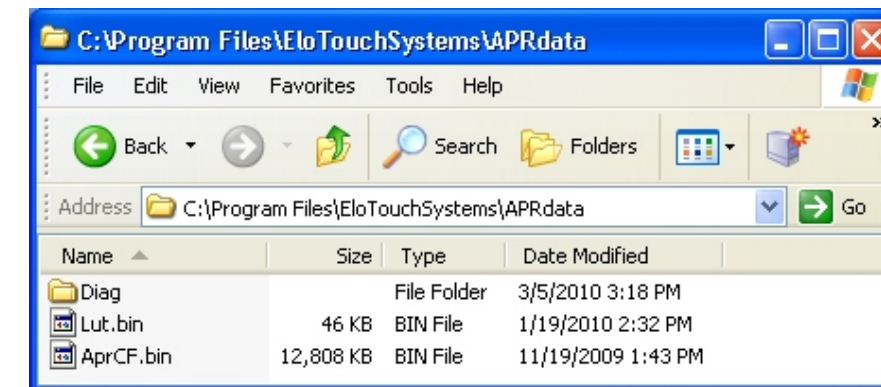 C:\Program Files\EloTouchSystems\APRdata
File Edit View Favorites Tools Help
Back Search Folders »
Address C:\Program Files\EloTouchSystems\APRdata Go
Name Size Type Date Modified
Diag File Folder 3/5/2010 3:18 PM
Lut.bin 46 KB BIN File 1/19/2010 2:32 PM
AprCF.bin 12,808 KB BIN File 11/19/2009 1:43 PM